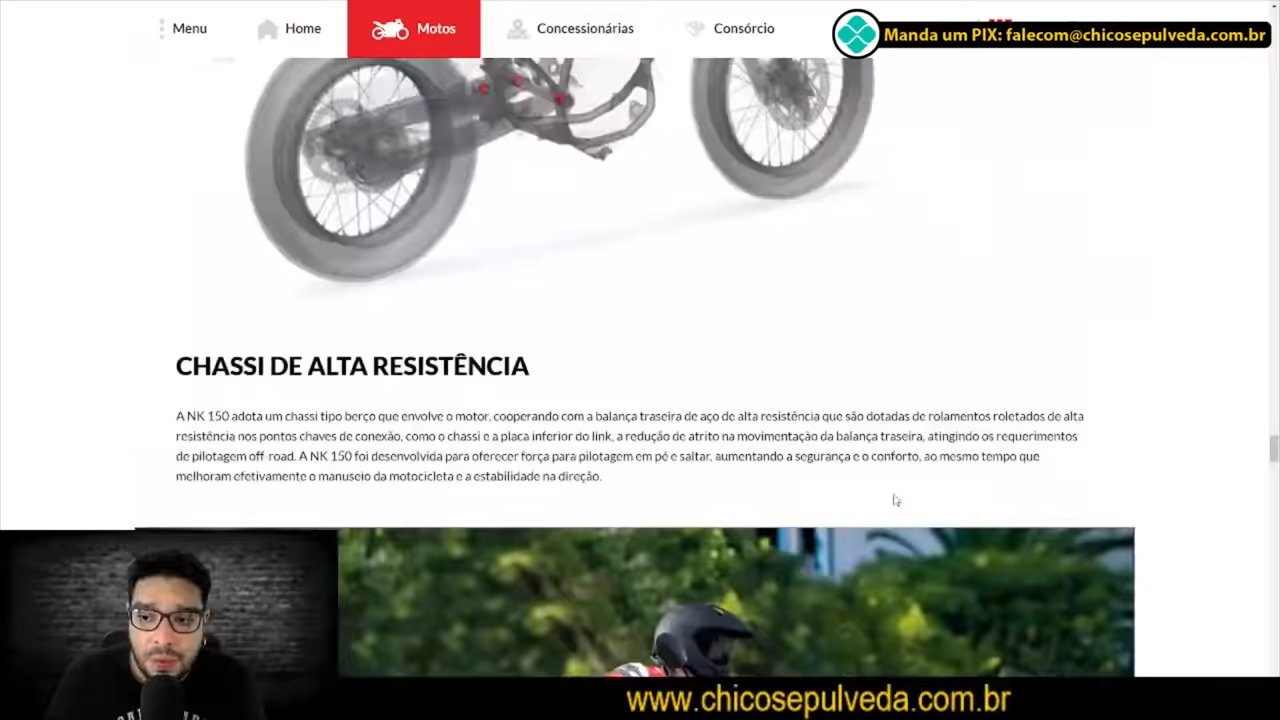 Menu
Home
Motos
Concessionárias
Consórcio
Manda um PIX: falecom@chicosepulveda.com.br
CHASSI DE ALTA RESISTÊNCIA
A NK 150 adota um chassi tipo berço que envolve o motor, cooperando com a balança traseira de aço de alta resistência que são dotadas de rolamentos roletados de alta
resistência nos pontos chaves de conexão, como o chassi e a placa inferior do link, a redução de atrito na movimentação da balança traseira, atingindo os requerimentos
de pilotagem off-road. A NK 150 foi desenvolvida para oferecer força para pilotagem em pé e saltar, aumentando a segurança e o conforto, ao mesmo tempo que
melhoram efetivamente o manuseio da motocicleta e a estabilidade na direção.
www.chicosepulveda.com.br